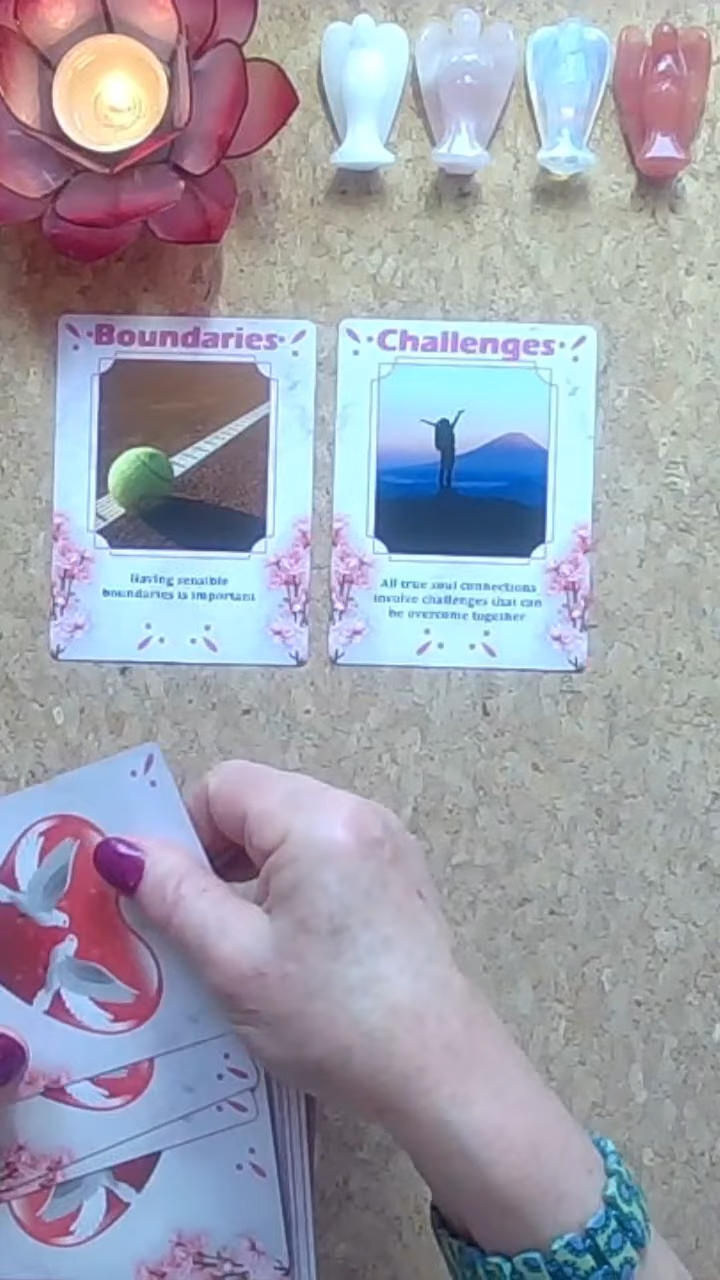 Boundaries
Having sensible
boundaries is important
Challenges
All true soul connections
involve challenges that can
be overcome together